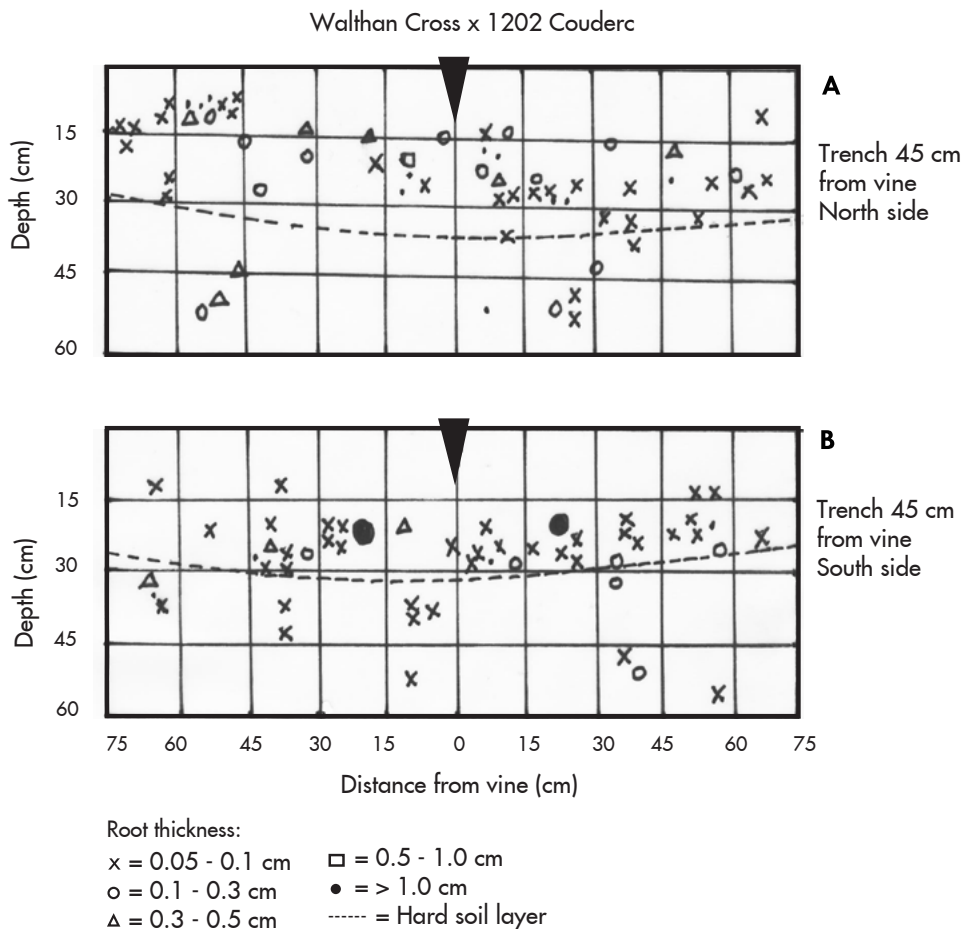 Walthan Cross x 1202 Couderc
A
Depth (cm)
15
30
45
60
Trench 45 cm
from vine
North side
B
Depth (cm)
15
30
45
60
Trench 45 cm
from vine
South side
75 60 45 30 15 0 15 30 45 60 75
Distance from vine (cm)
Root thickness:
x = 0.05 - 0.1 cm
o = 0.1 - 0.3 cm
△ = 0.3 - 0.5 cm
□ = 0.5 - 1.0 cm
● = > 1.0 cm
------ = Hard soil layer